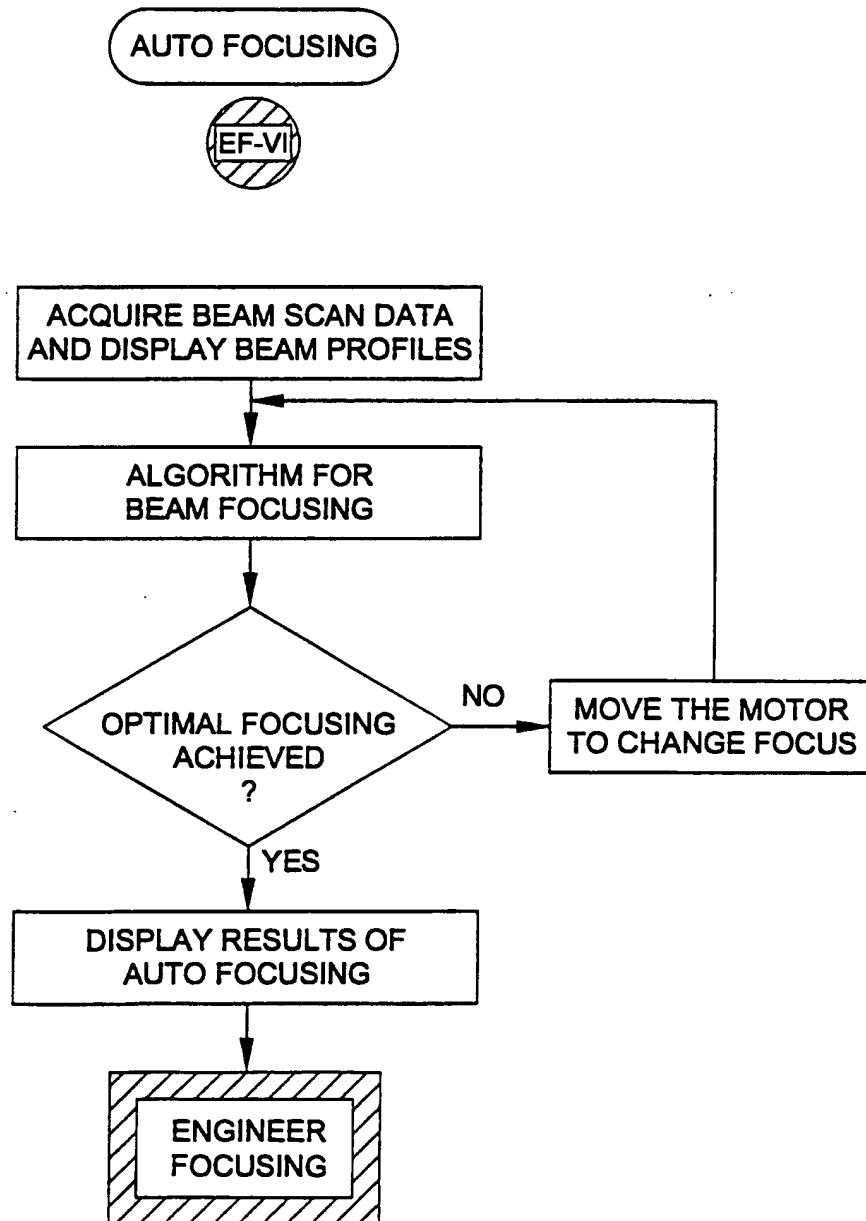 AUTO FOCUSING
EF-VI
ACQUIRE BEAM SCAN DATA
AND DISPLAY BEAM PROFILES
ALGORITHM FOR
BEAM FOCUSING
OPTIMAL FOCUSING
ACHIEVED
?
NO
MOVE THE MOTOR
TO CHANGE FOCUS
YES
DISPLAY RESULTS OF
AUTO FOCUSING
ENGINEER
FOCUSING